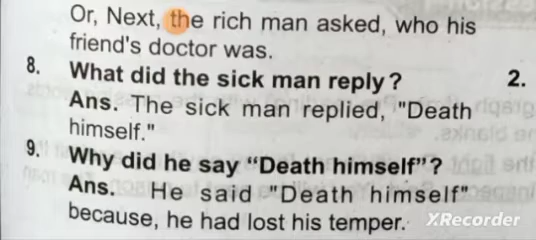 Or, Next, the rich man asked, who his
friend's doctor was.
8. What did the sick man reply? 2.
Ans. The sick man replied, "Death
himself."
9. Why did he say “Death himself”?
Ans. He said "Death himself"
because, he had lost his temper.
XRecorder